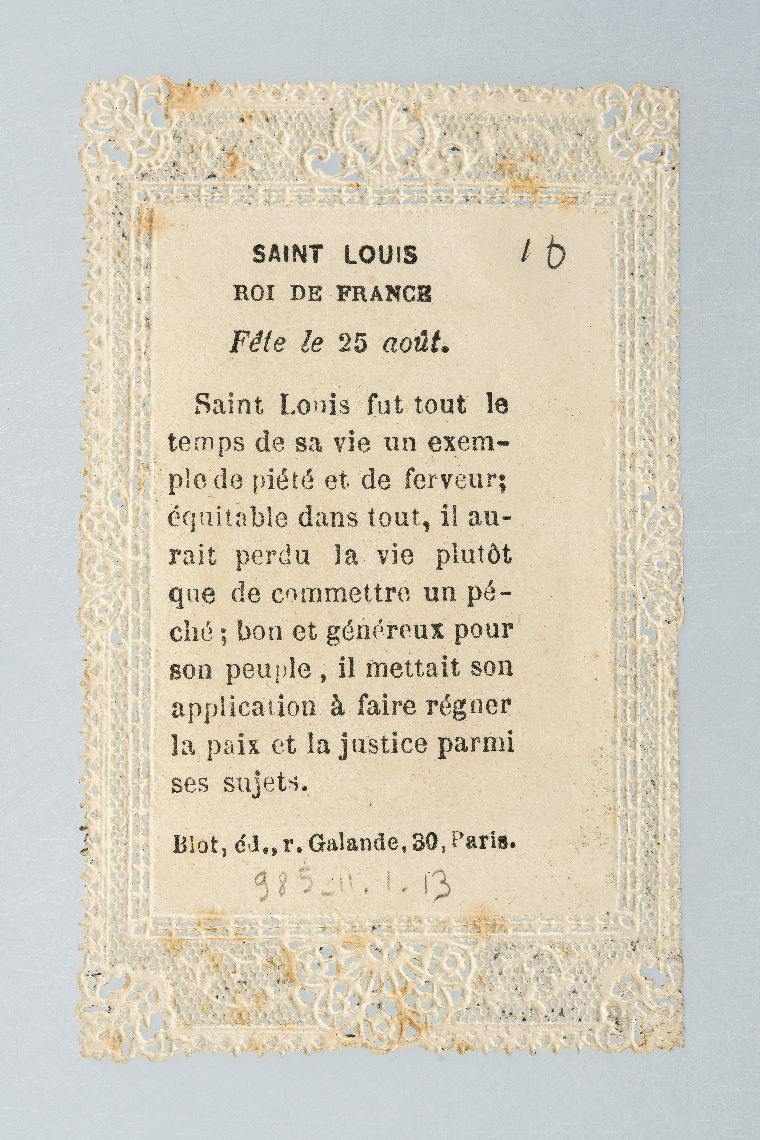 SAINT LOUIS
10
ROI DE FRANCE
Fête le 25 août.
Saint Louis fut tout le
temps de sa vie un exem-
ple de piété et de ferveur;
équitable dans tout, il au-
rait perdu la vie plutôt
que de commettre un pé-
ché ; bon et généreux pour
son peuple , il mettait son
application à faire régner
la paix et la justice parmi
ses sujets.
Blot, éd., r. Galande, 30, Paris.
985_11.1.13